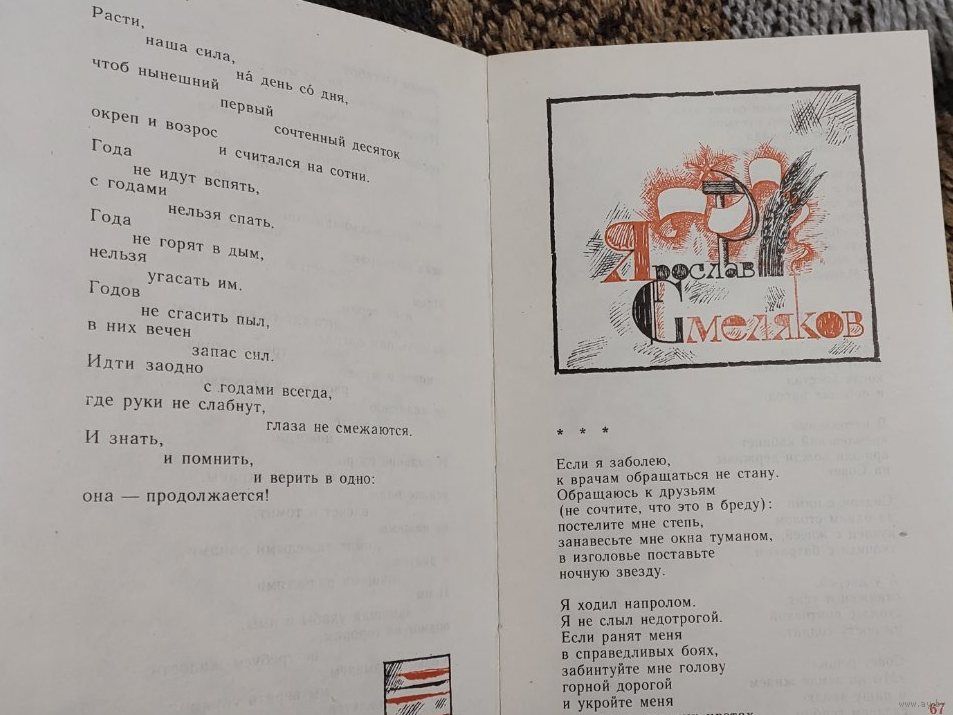 Расти,
наша сила,
на́ день со́ дня,
чтоб нынешний
первый
сочтенный десяток
окреп и возрос
и считался на сотни.
Года
не идут вспять,
с годами
нельзя спать.
Года
не горят в дым,
нельзя
угасать им.
Годов
не сгасить пыл,
в них вечен
запас сил.
Идти заодно
с годами всегда,
где руки не слабнут,
глаза не смежаются.
И знать,
и помнить,
и верить в одно:
она — продолжается!
Ярослав
Смеляков
* * *
Если я заболею,
к врачам обращаться не стану.
Обращаюсь к друзьям
(не сочтите, что это в бреду):
постелите мне степь,
занавесьте мне окна туманом,
в изголовье поставьте
ночную звезду.
Я ходил напролом.
Я не слыл недотрогой.
Если ранят меня
в справедливых боях,
забинтуйте мне голову
горной дорогой
и укройте меня
67
www.ay.by